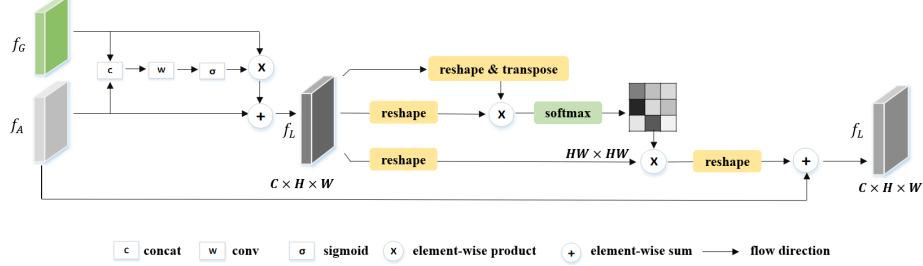 f_G
C
W
σ
X
f_A
+
f_L
C × H × W
reshape & transpose
reshape
X
softmax
reshape
HW × HW
X
reshape
+
f_L
C × H × W
C concat
W conv
σ sigmoid
X element-wise product
+ element-wise sum
flow direction